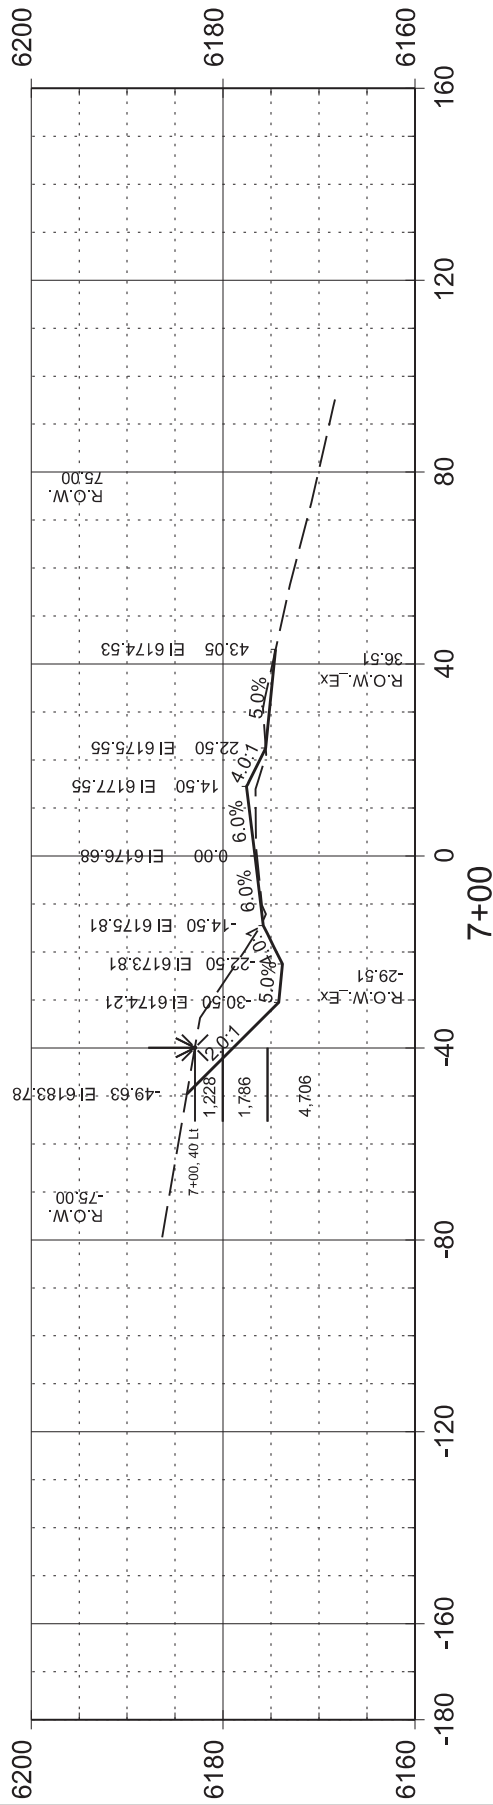 6200
6180
6160
6200
6180
6160
-180
-160
-120
-80
-40
0
40
80
120
160
7+00
R.O.W.
-75.00
R.O.W.
75.00
R.O.W._Ex
-29.51
R.O.W._Ex
36.51
-49.63 El 6183.78
-30.50 El 6174.21
-22.50 El 6173.81
-14.50 El 6175.81
0.00 El 6176.68
14.50 El 6177.55
22.50 El 6175.55
43.05 El 6174.53
2.0:1
5.0%
4.0:1
6.0%
6.0%
4.0:1
5.0%
7+00, 40 Lt
1,228
1,786
4,706